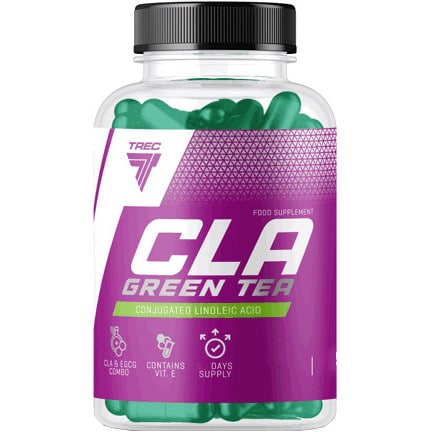 TREC
CLA
FOOD SUPPLEMENT
GREEN TEA
CONJUGATED LINOLEIC ACID
CLA & EGCG
COMBO
CONTAINS
VIT. E
DAYS
SUPPLY